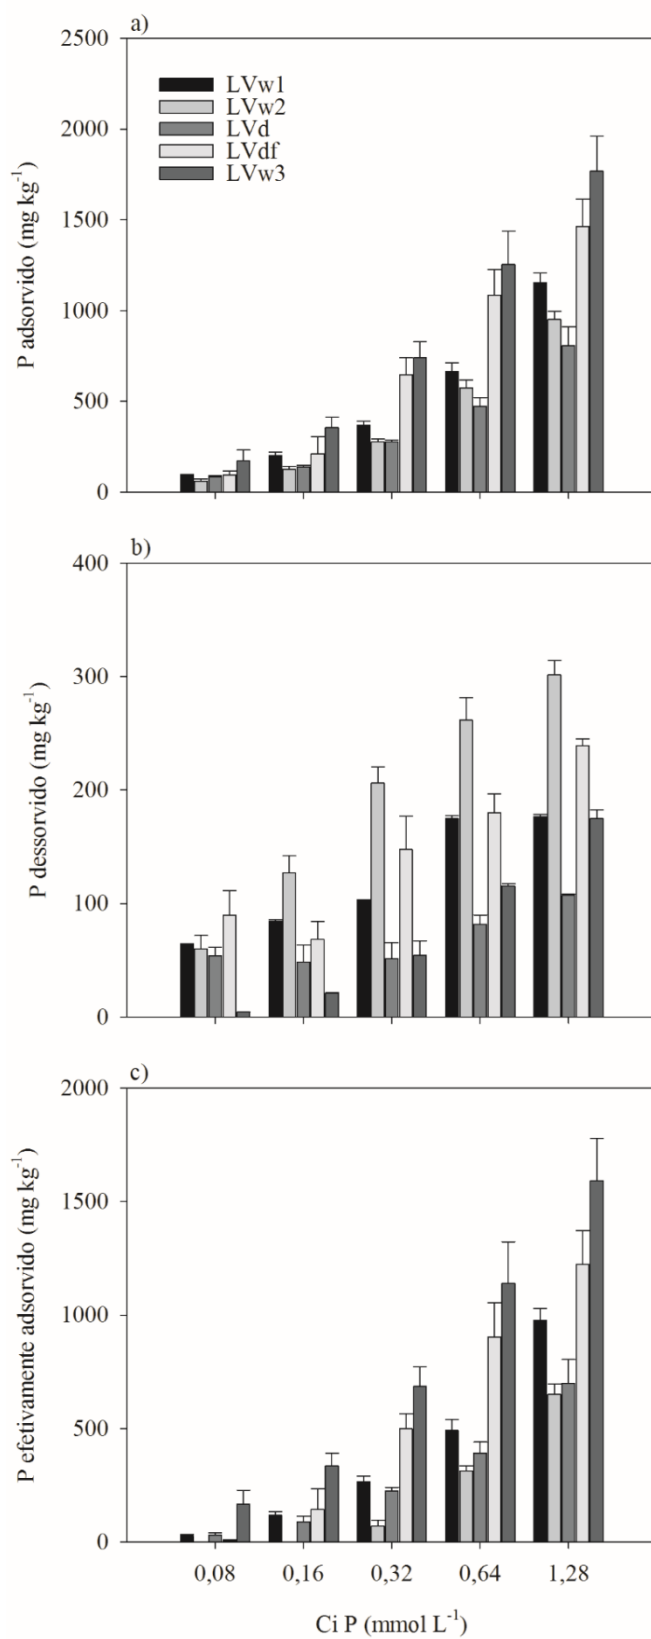 a)
2500
2000
1500
1000
500
0
P adsorvido (mg kg⁻¹)
LVw1
LVw2
LVd
LVdf
LVw3
b)
400
300
200
100
0
P dessorvido (mg kg⁻¹)
c)
2000
1500
1000
500
0
P efetivamente adsorvido (mg kg⁻¹)
0,08 0,16 0,32 0,64 1,28
Ci P (mmol L⁻¹)